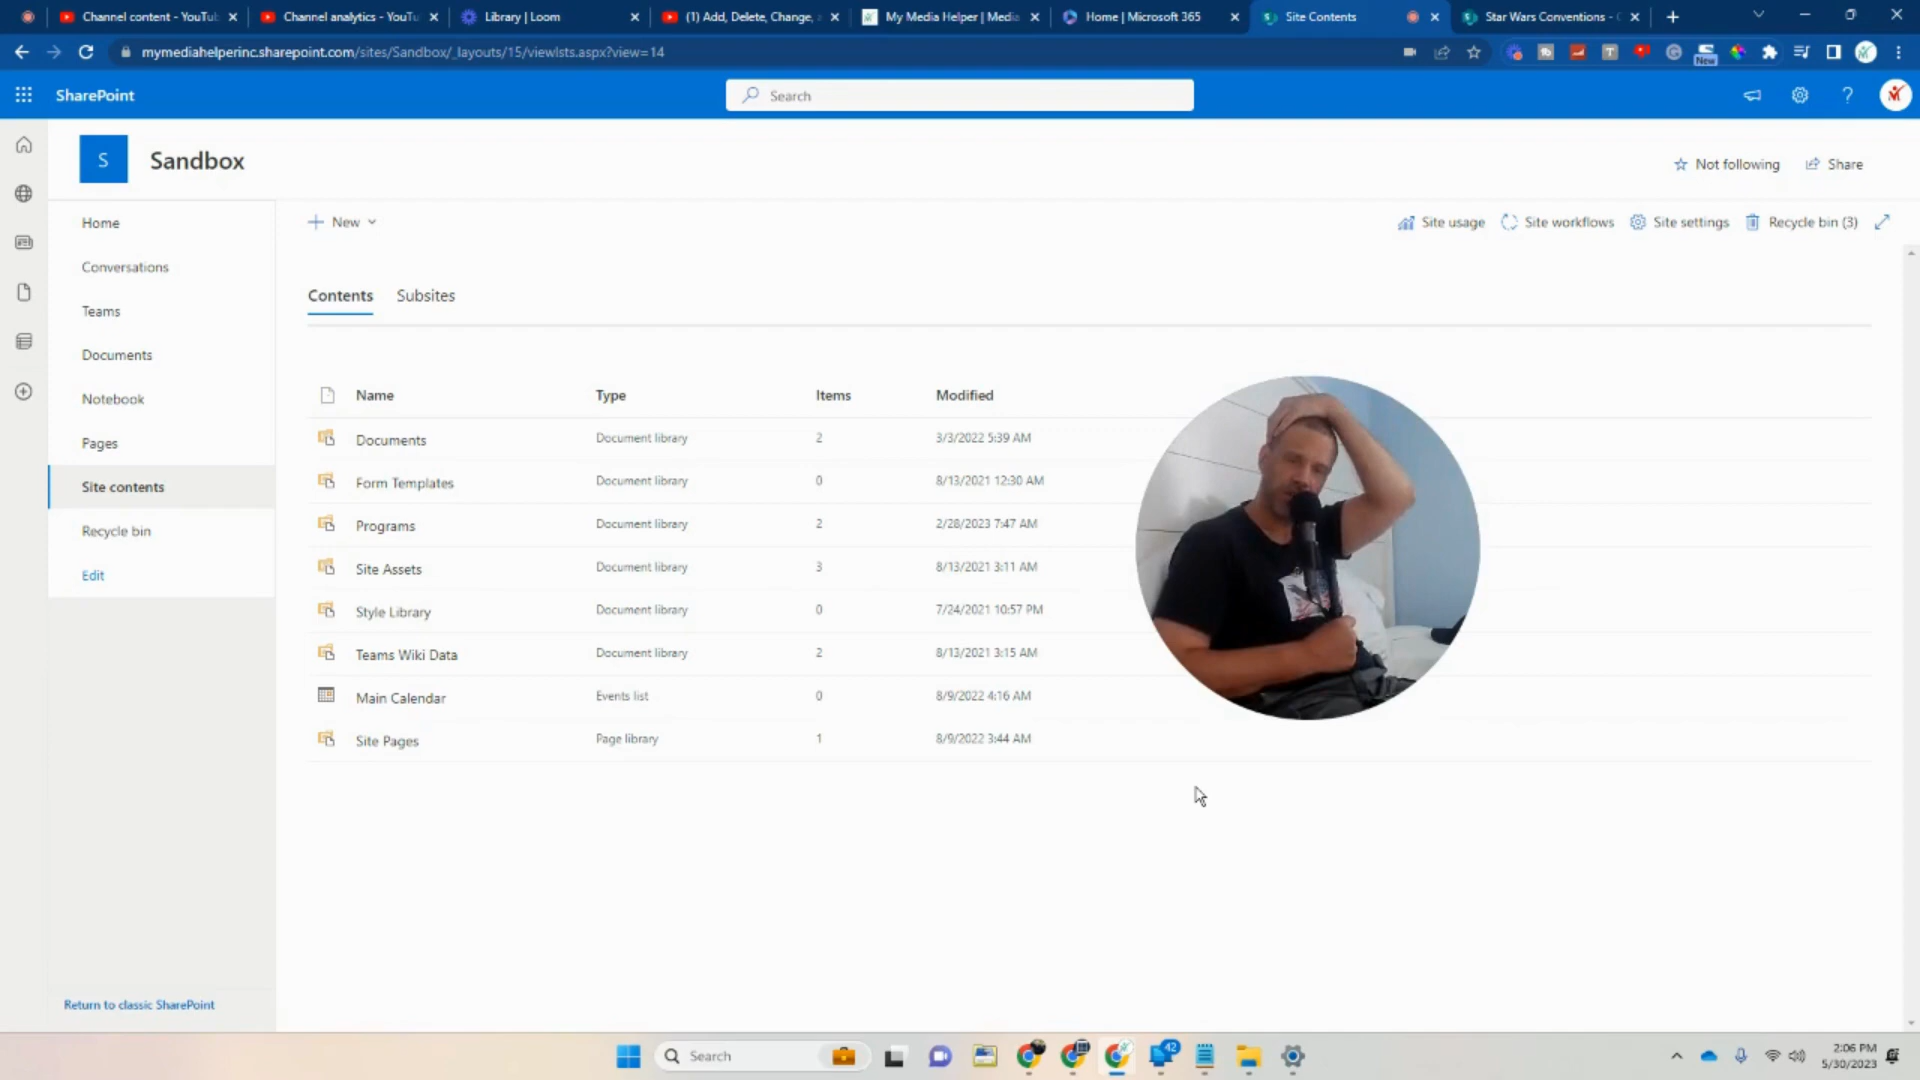 Channel content - YouTu
Channel analytics - YouTu
Library | Loom
(1) Add, Delete, Change,
My Media Helper | Media
Home | Microsoft 365
Site Contents
Star Wars Conventions -
mymediahelperinc.sharepoint.com/sites/Sandbox/_layouts/15/viewlsts.aspx?view=14
New
SharePoint
Search
S
Sandbox
Not following
Share
Home
Conversations
Teams
Documents
Notebook
Pages
Site contents
Recycle bin
Edit
Return to classic SharePoint
New
Site usage
Site workflows
Site settings
Recycle bin (3)
Contents
Subsites
Name Type Items Modified
Documents Document library 2 3/3/2022 5:39 AM
Form Templates Document library 0 8/13/2021 12:30 AM
Programs Document library 2 2/28/2023 7:47 AM
Site Assets Document library 3 8/13/2021 3:11 AM
Style Library Document library 0 7/24/2021 10:57 PM
Teams Wiki Data Document library 2 8/13/2021 3:15 AM
Main Calendar Events list 0 8/9/2022 4:16 AM
Site Pages Page library 1 8/9/2022 3:44 AM
Search
42
2:06 PM
5/30/2023